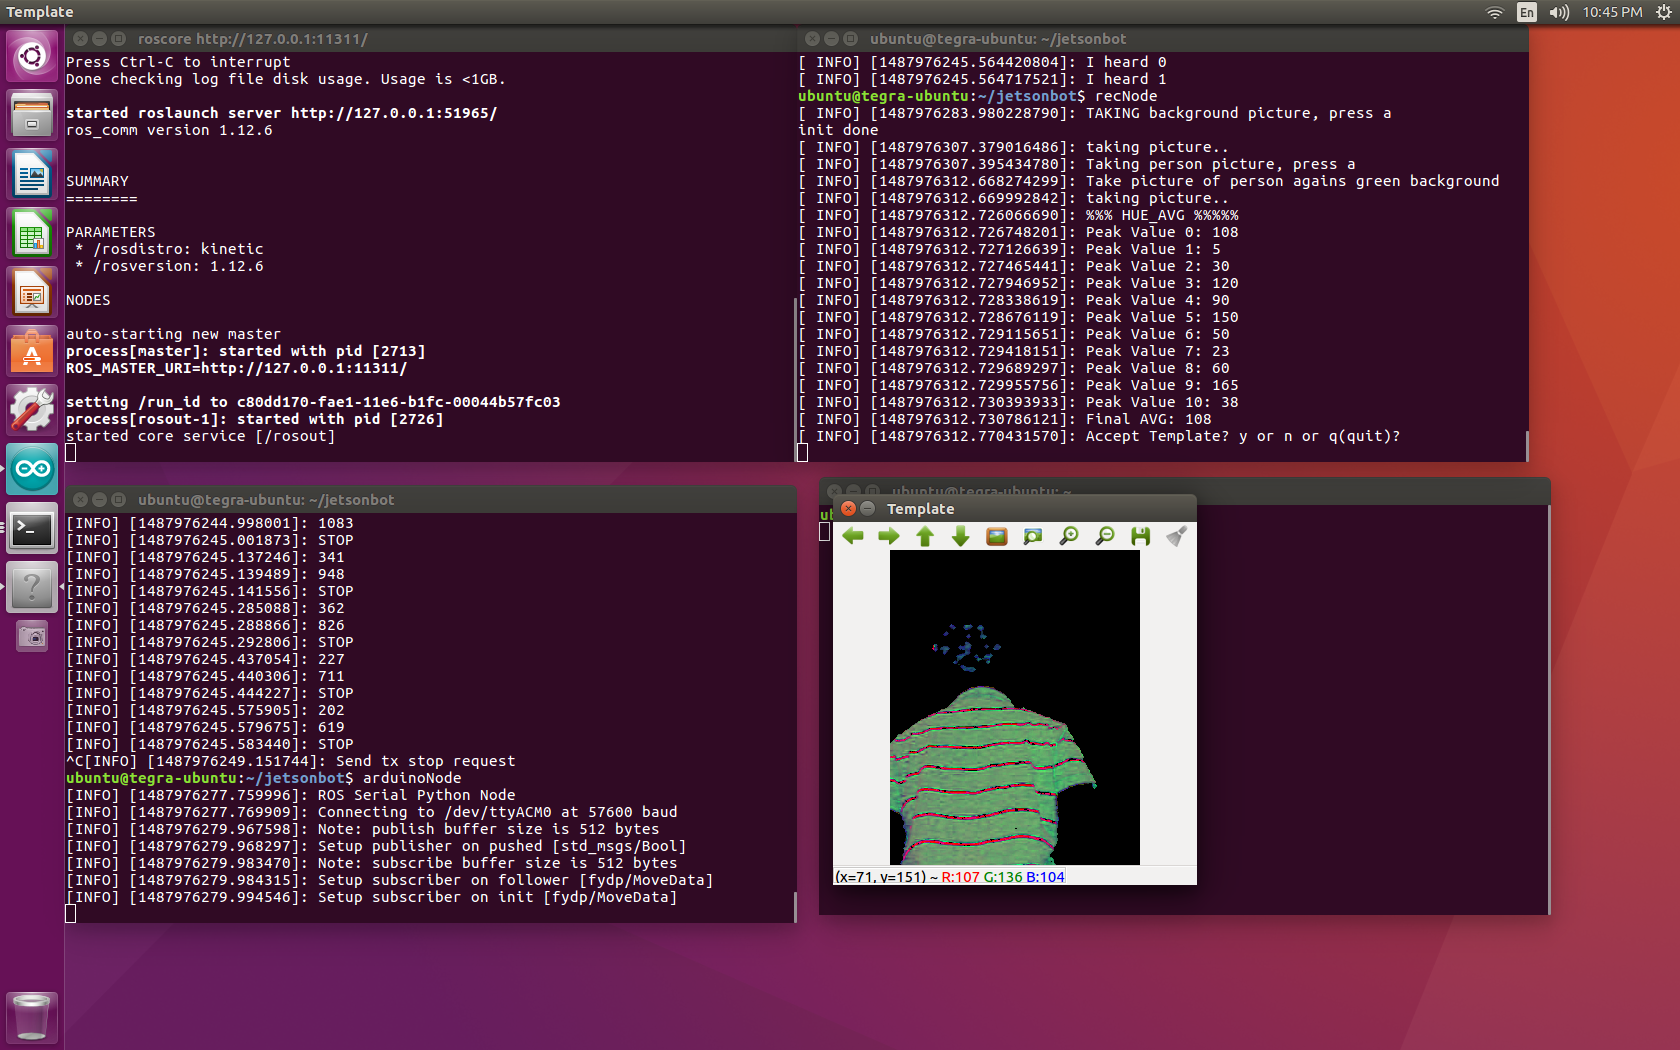 Template
En
10:45 PM
roscore http://127.0.0.1:11311/
Press Ctrl-C to interrupt
Done checking log file disk usage. Usage is <1GB.
started roslaunch server http://127.0.0.1:51965/
ros_comm version 1.12.6
SUMMARY
========
PARAMETERS
* /rosdistro: kinetic
* /rosversion: 1.12.6
NODES
auto-starting new master
process[master]: started with pid [2713]
ROS_MASTER_URI=http://127.0.0.1:11311/
setting /run_id to c80dd170-fae1-11e6-b1fc-00044b57fc03
process[rosout-1]: started with pid [2726]
started core service [/rosout]
ubuntu@tegra-ubuntu: ~/jetsonbot
[ INFO] [1487976245.564420804]: I heard 0
[ INFO] [1487976245.564717521]: I heard 1
ubuntu@tegra-ubuntu:~/jetsonbot$ recNode
[ INFO] [1487976283.980228790]: TAKING background picture, press a
init done
[ INFO] [1487976307.379016486]: taking picture..
[ INFO] [1487976307.395434780]: Taking person picture, press a
[ INFO] [1487976312.668274299]: Take picture of person agains green background
[ INFO] [1487976312.669992842]: taking picture..
[ INFO] [1487976312.726066690]: %%% HUE_AVG %%%%%
[ INFO] [1487976312.726748201]: Peak Value 0: 108
[ INFO] [1487976312.727126639]: Peak Value 1: 5
[ INFO] [1487976312.727465441]: Peak Value 2: 30
[ INFO] [1487976312.727946952]: Peak Value 3: 120
[ INFO] [1487976312.728338619]: Peak Value 4: 90
[ INFO] [1487976312.728676119]: Peak Value 5: 150
[ INFO] [1487976312.729115651]: Peak Value 6: 50
[ INFO] [1487976312.729418151]: Peak Value 7: 23
[ INFO] [1487976312.729689297]: Peak Value 8: 60
[ INFO] [1487976312.729955756]: Peak Value 9: 165
[ INFO] [1487976312.730393933]: Peak Value 10: 38
[ INFO] [1487976312.730786121]: Final AVG: 108
[ INFO] [1487976312.770431570]: Accept Template? y or n or q(quit)?
ubuntu@tegra-ubuntu: ~/jetsonbot
[INFO] [1487976244.998001]: 1083
[INFO] [1487976245.001873]: STOP
[INFO] [1487976245.137246]: 341
[INFO] [1487976245.139489]: 948
[INFO] [1487976245.141556]: STOP
[INFO] [1487976245.285088]: 362
[INFO] [1487976245.288866]: 826
[INFO] [1487976245.292806]: STOP
[INFO] [1487976245.437054]: 227
[INFO] [1487976245.440306]: 711
[INFO] [1487976245.444227]: STOP
[INFO] [1487976245.575905]: 202
[INFO] [1487976245.579675]: 619
[INFO] [1487976245.583440]: STOP
^C[INFO] [1487976249.151744]: Send tx stop request
ubuntu@tegra-ubuntu:~/jetsonbot$ arduinoNode
[INFO] [1487976277.759996]: ROS Serial Python Node
[INFO] [1487976277.769909]: Connecting to /dev/ttyACM0 at 57600 baud
[INFO] [1487976279.967598]: Note: publish buffer size is 512 bytes
[INFO] [1487976279.968297]: Setup publisher on pushed [std_msgs/Bool]
[INFO] [1487976279.983470]: Note: subscribe buffer size is 512 bytes
[INFO] [1487976279.984315]: Setup subscriber on follower [fydp/MoveData]
[INFO] [1487976279.994546]: Setup subscriber on init [fydp/MoveData]
ubuntu@tegra-ubuntu: ~
ub
Template
(x=71, y=151) ~ R:107 G:136 B:104